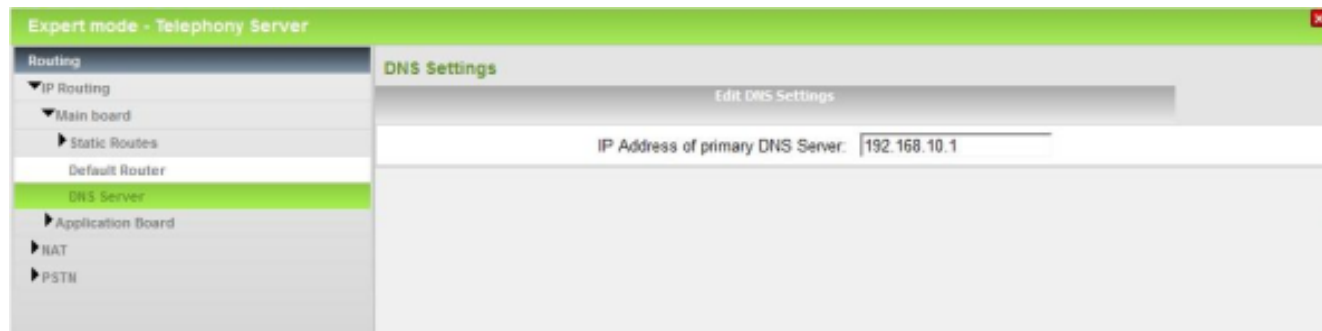 Expert mode - Telephony Server
Routing
IP Routing
Main board
Static Routes
Default Router
DNS Server
Application Board
NAT
PSTN
DNS Settings
Edit DNS Settings
IP Address of primary DNS Server: 192.168.10.1